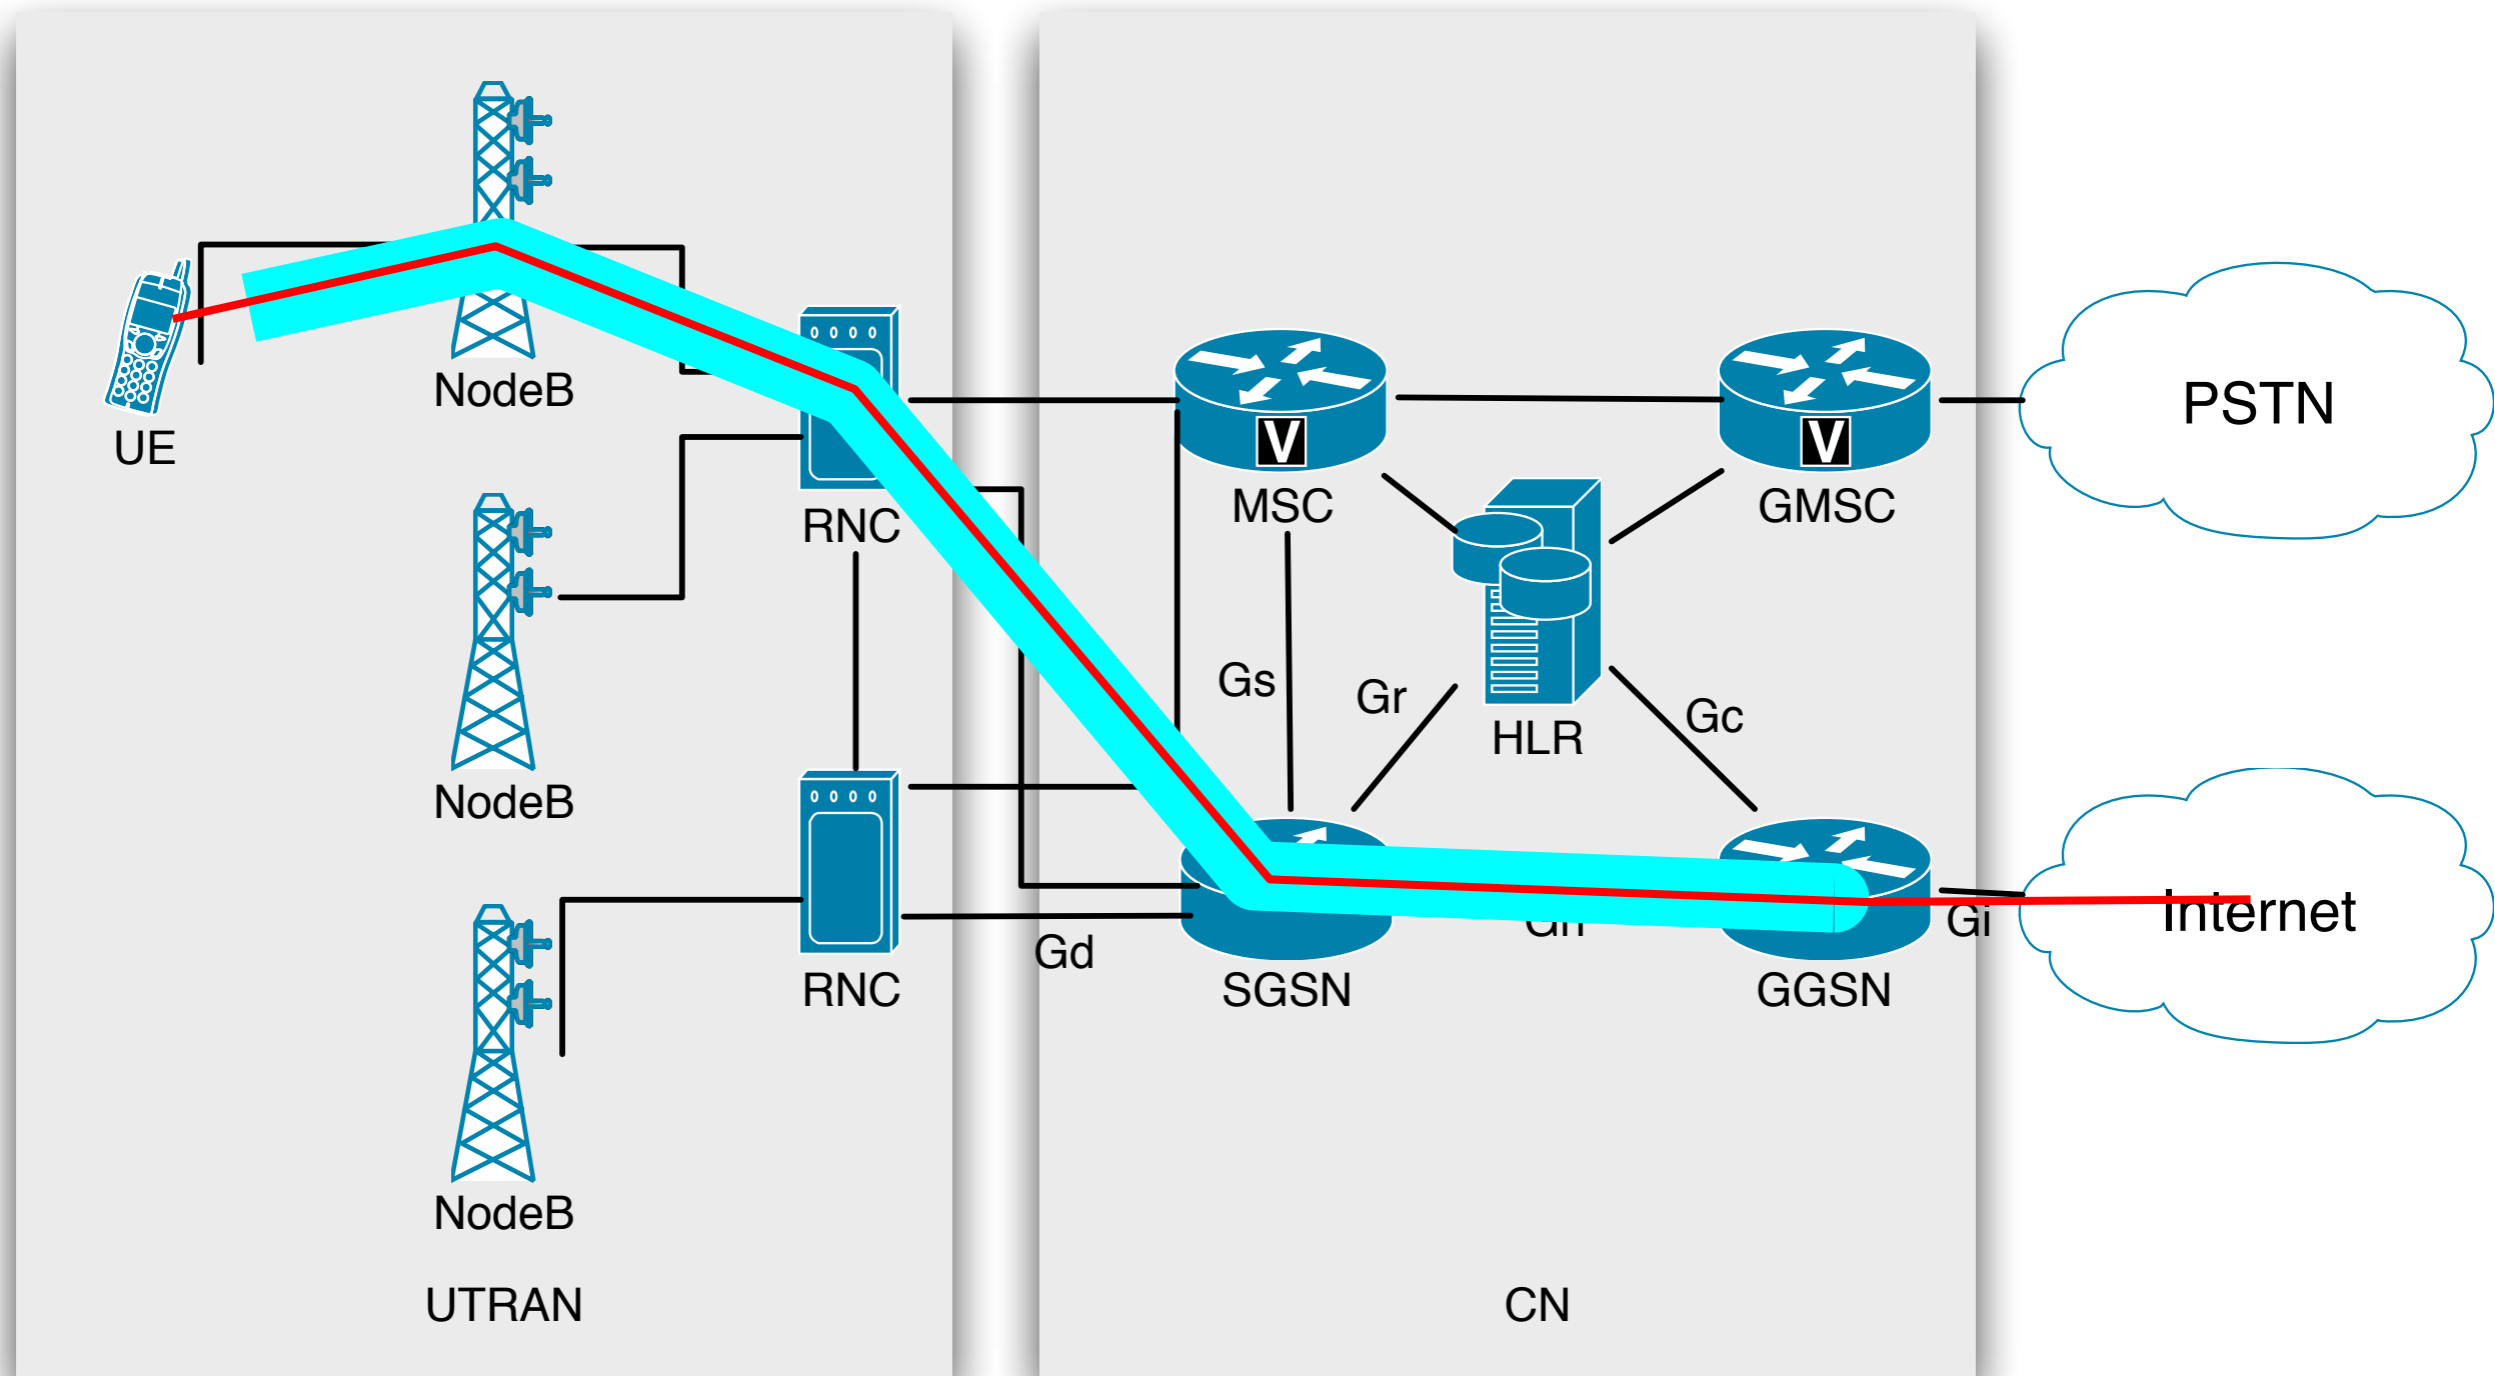 NodeB
UE
V
V
PSTN
RNC
MSC
GMSC
Gs
Gr
Gc
HLR
NodeB
Internet
Gi
Gd
RNC
SGSN
GGSN
NodeB
UTRAN
CN